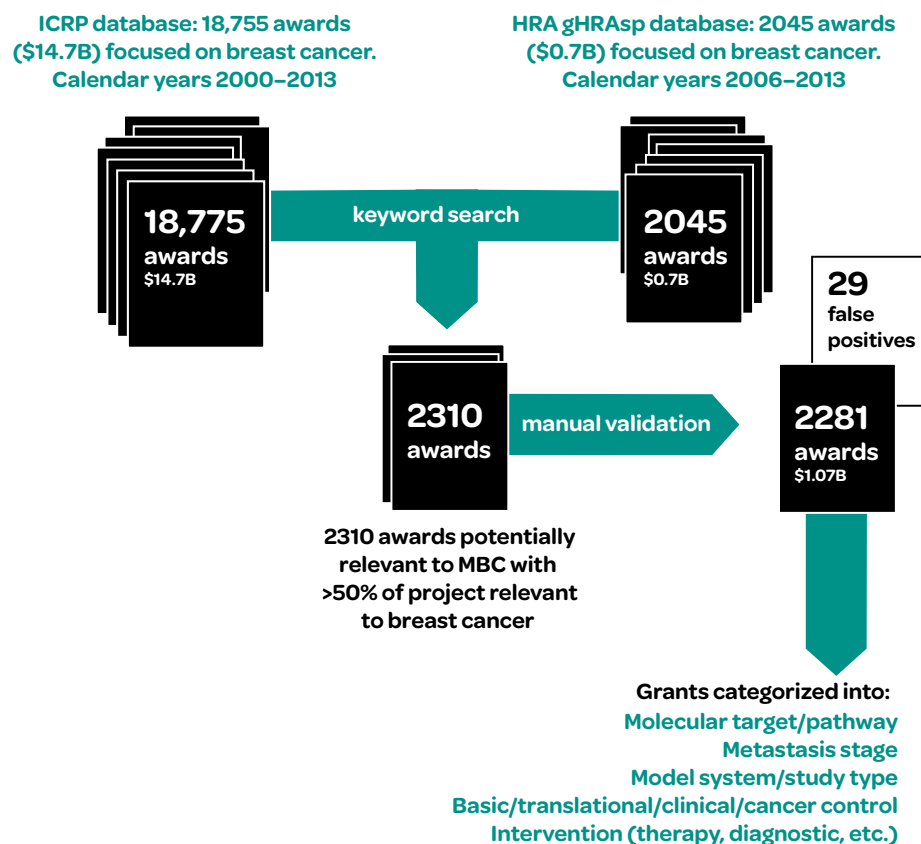 ICRP database: 18,755 awards
($14.7B) focused on breast cancer.
Calendar years 2000–2013
HRA gHRAsp database: 2045 awards
($0.7B) focused on breast cancer.
Calendar years 2006–2013
18,775
awards
$14.7B
keyword search
2045
awards
$0.7B
29
false
positives
2310
awards
manual validation
2281
awards
$1.07B
2310 awards potentially
relevant to MBC with
>50% of project relevant
to breast cancer
Grants categorized into:
Molecular target/pathway
Metastasis stage
Model system/study type
Basic/translational/clinical/cancer control
Intervention (therapy, diagnostic, etc.)